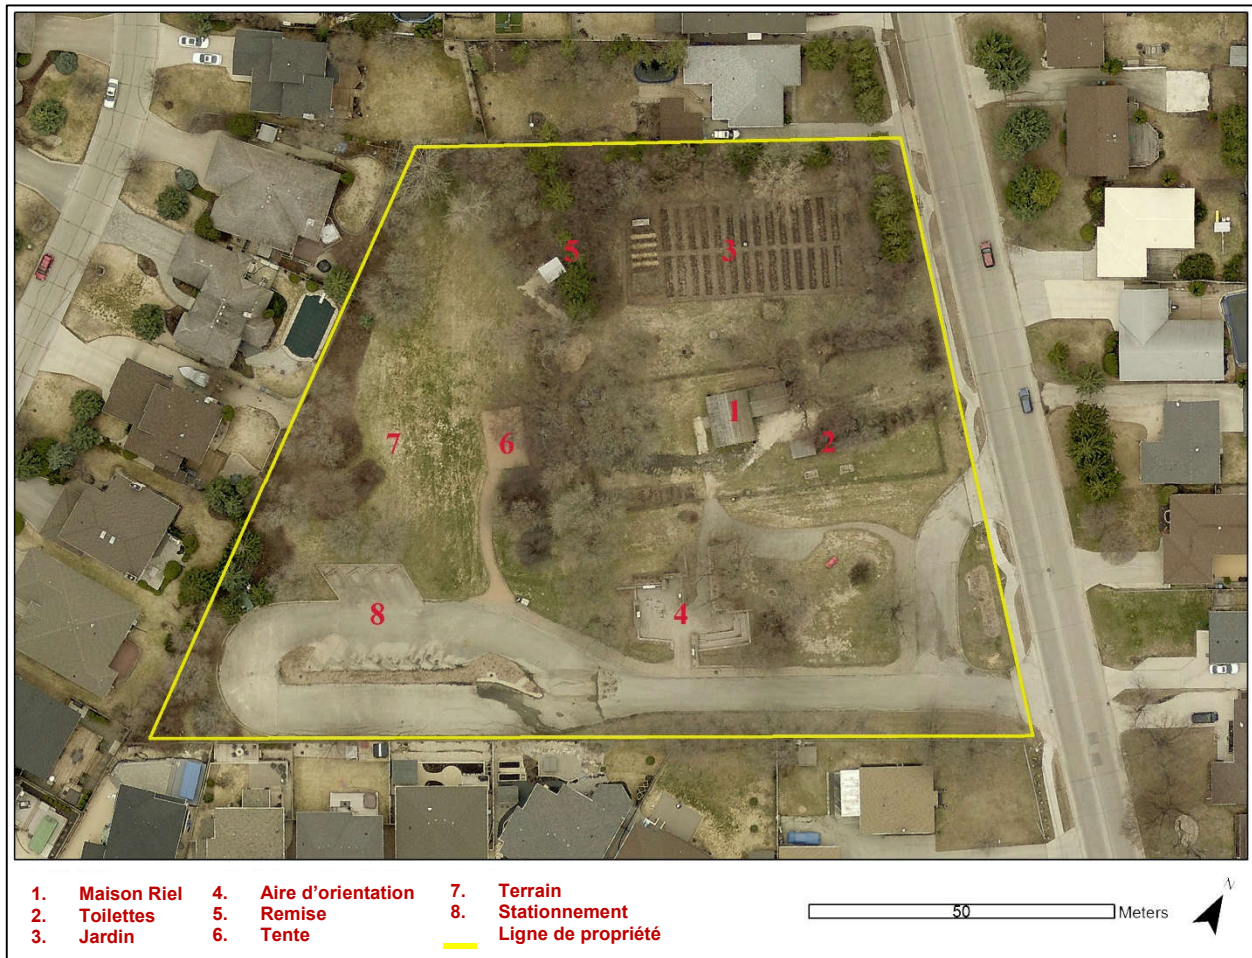 5
3
1
2
7
6
4
8
1. Maison Riel
2. Toilettes
3. Jardin
4. Aire d'orientation
5. Remise
6. Tente
7. Terrain
8. Stationnement
Ligne de propriété
50 Meters
N